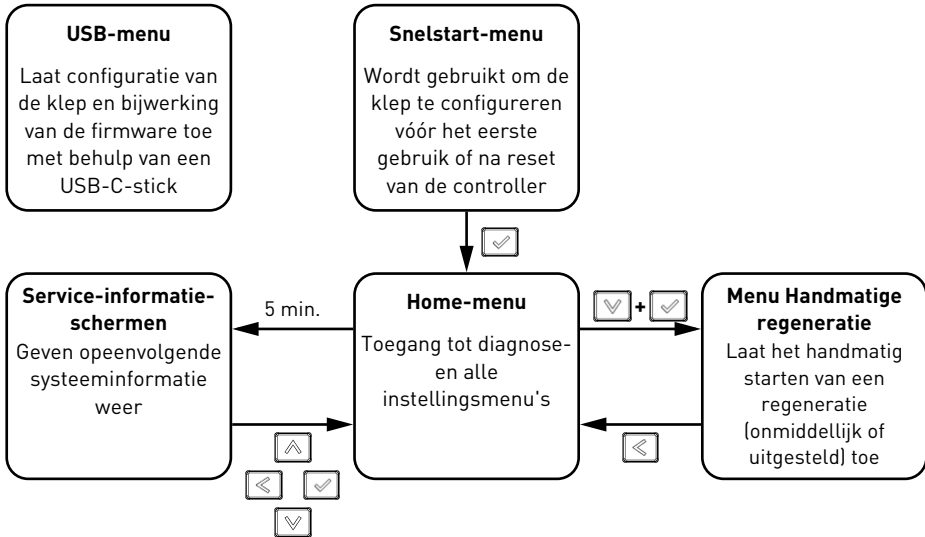 USB-menu
Laat configuratie van
de klep en bijwerking
van de firmware toe
met behulp van een
USB-C-stick
Snelstart-menu
Wordt gebruikt om de
klep te configureren
vóór het eerste
gebruik of na reset
van de controller
Service-informatie-
schermen
Geven opeenvolgende
systeeminformatie
weer
5 min.
Home-menu
Toegang tot diagnose-
en alle
instellingsmenu's
+
Menu Handmatige
regeneratie
Laat het handmatig
starten van een
regeneratie
(onmiddellijk of
uitgesteld) toe